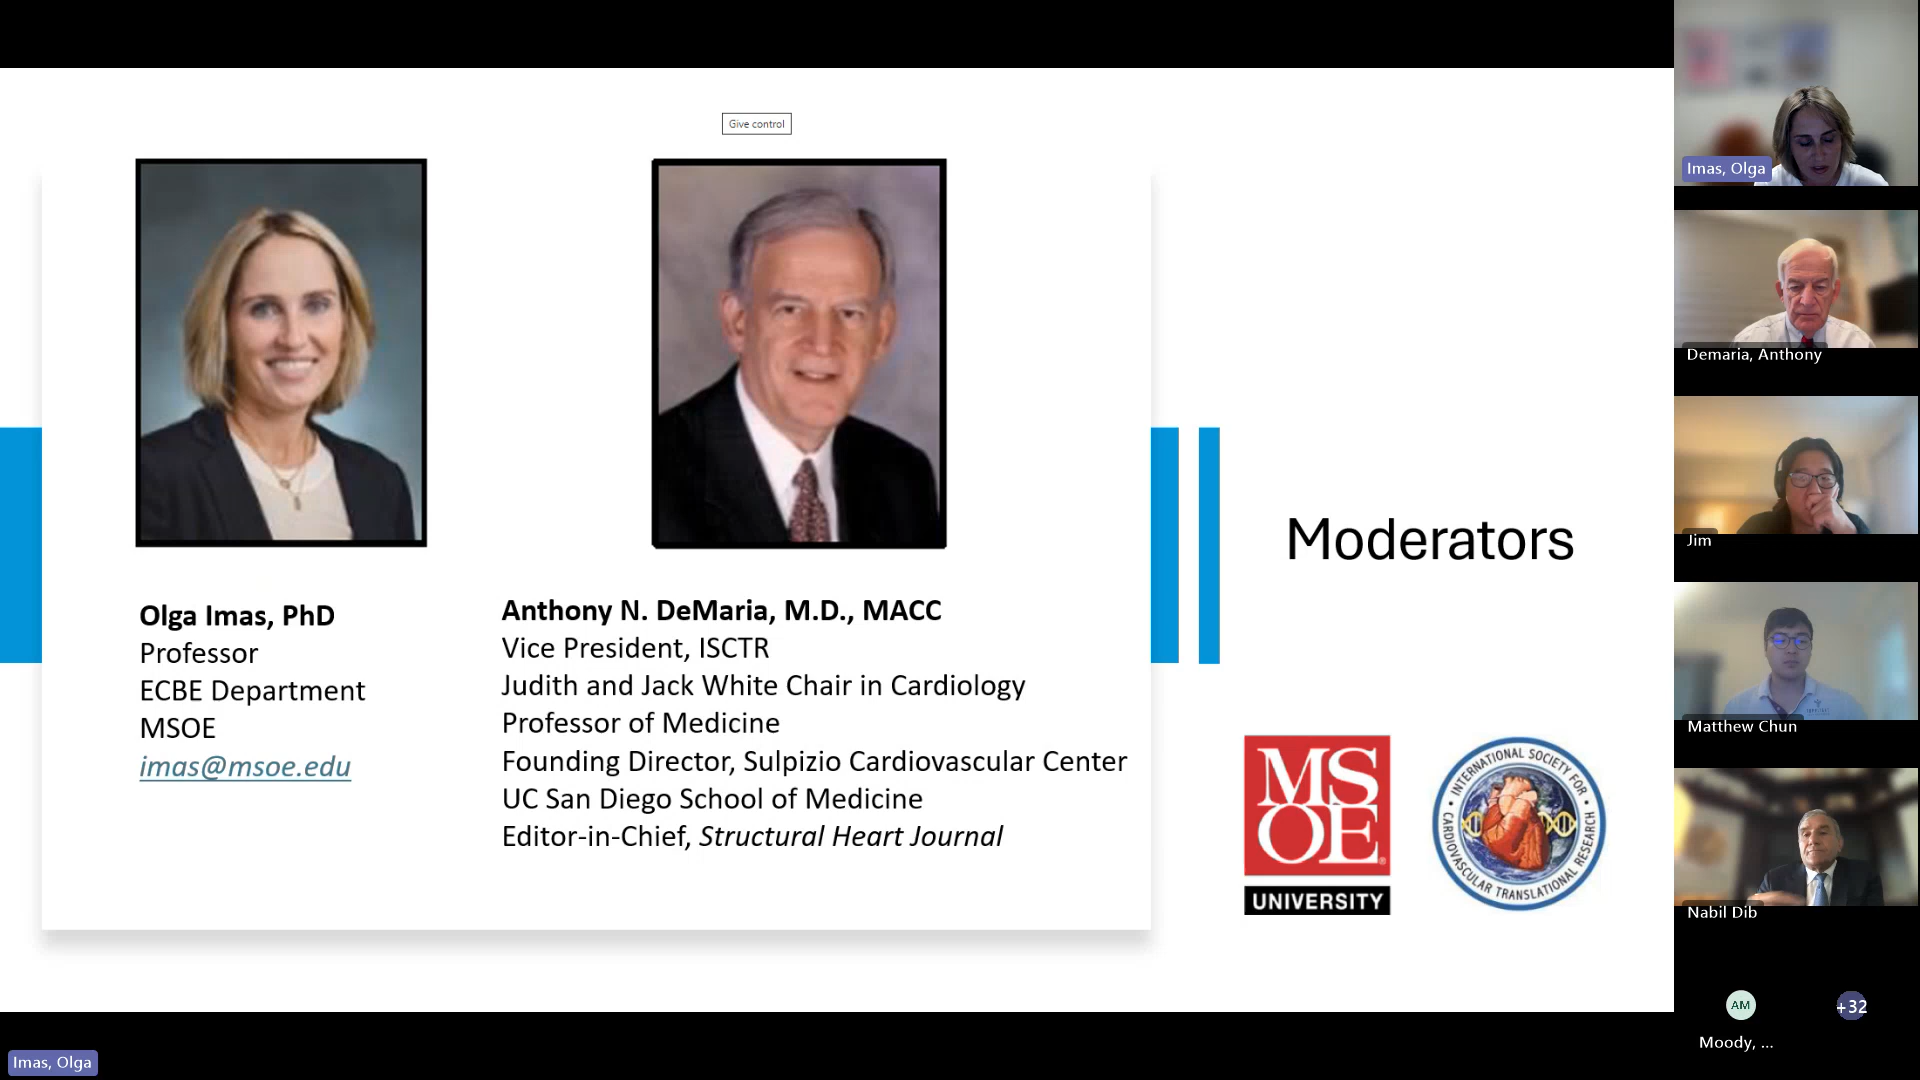 Give control
Olga Imas, PhD
Professor
ECBE Department
MSOE
imas@msoe.edu
Anthony N. DeMaria, M.D., MACC
Vice President, ISCTR
Judith and Jack White Chair in Cardiology
Professor of Medicine
Founding Director, Sulpizio Cardiovascular Center
UC San Diego School of Medicine
Editor-in-Chief, Structural Heart Journal
Moderators
MS
OE®
UNIVERSITY
• INTERNATIONAL SOCIETY FOR •
CARDIOVASCULAR TRANSLATIONAL RESEARCH
Imas, Olga
Demaria, Anthony
Jim
Matthew Chun
Nabil Dib
AM
+32
Moody, ...
Imas, Olga